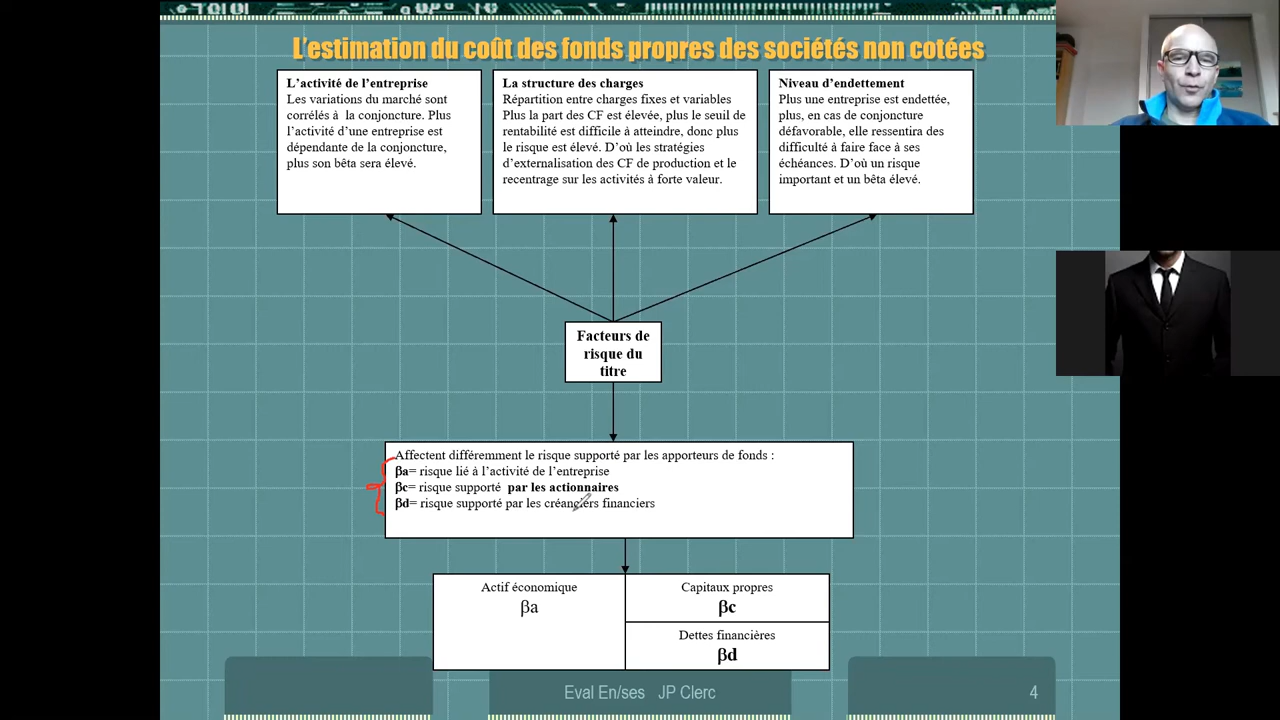 L’estimation du coût des fonds propres des sociétés non cotées
L’activité de l’entreprise
Les variations du marché sont
corrélés à  la conjoncture. Plus
l’activité d’une entreprise est
dépendante de la conjoncture,
plus son bêta sera élevé.
La structure des charges
Répartition entre charges fixes et variables
Plus la part des CF est élevée, plus le seuil de
rentabilité est difficile à atteindre, donc plus
le risque est élevé. D’où les stratégies
d’externalisation des CF de production et le
recentrage sur les activités à forte valeur.
Niveau d’endettement
Plus une entreprise est endettée,
plus, en cas de conjoncture
défavorable, elle ressentira des
difficulté à faire face à ses
échéances. D’où un risque
important et un bêta élevé.
Facteurs de
risque du
titre
Affectent différemment le risque supporté par les apporteurs de fonds :
βa= risque lié à l’activité de l’entreprise
βc= risque supporté  par les actionnaires
βd= risque supporté par les créanciers financiers
Actif économique
βa
Capitaux propres
βc
Dettes financières
βd
Eval En/ses   JP Clerc
4